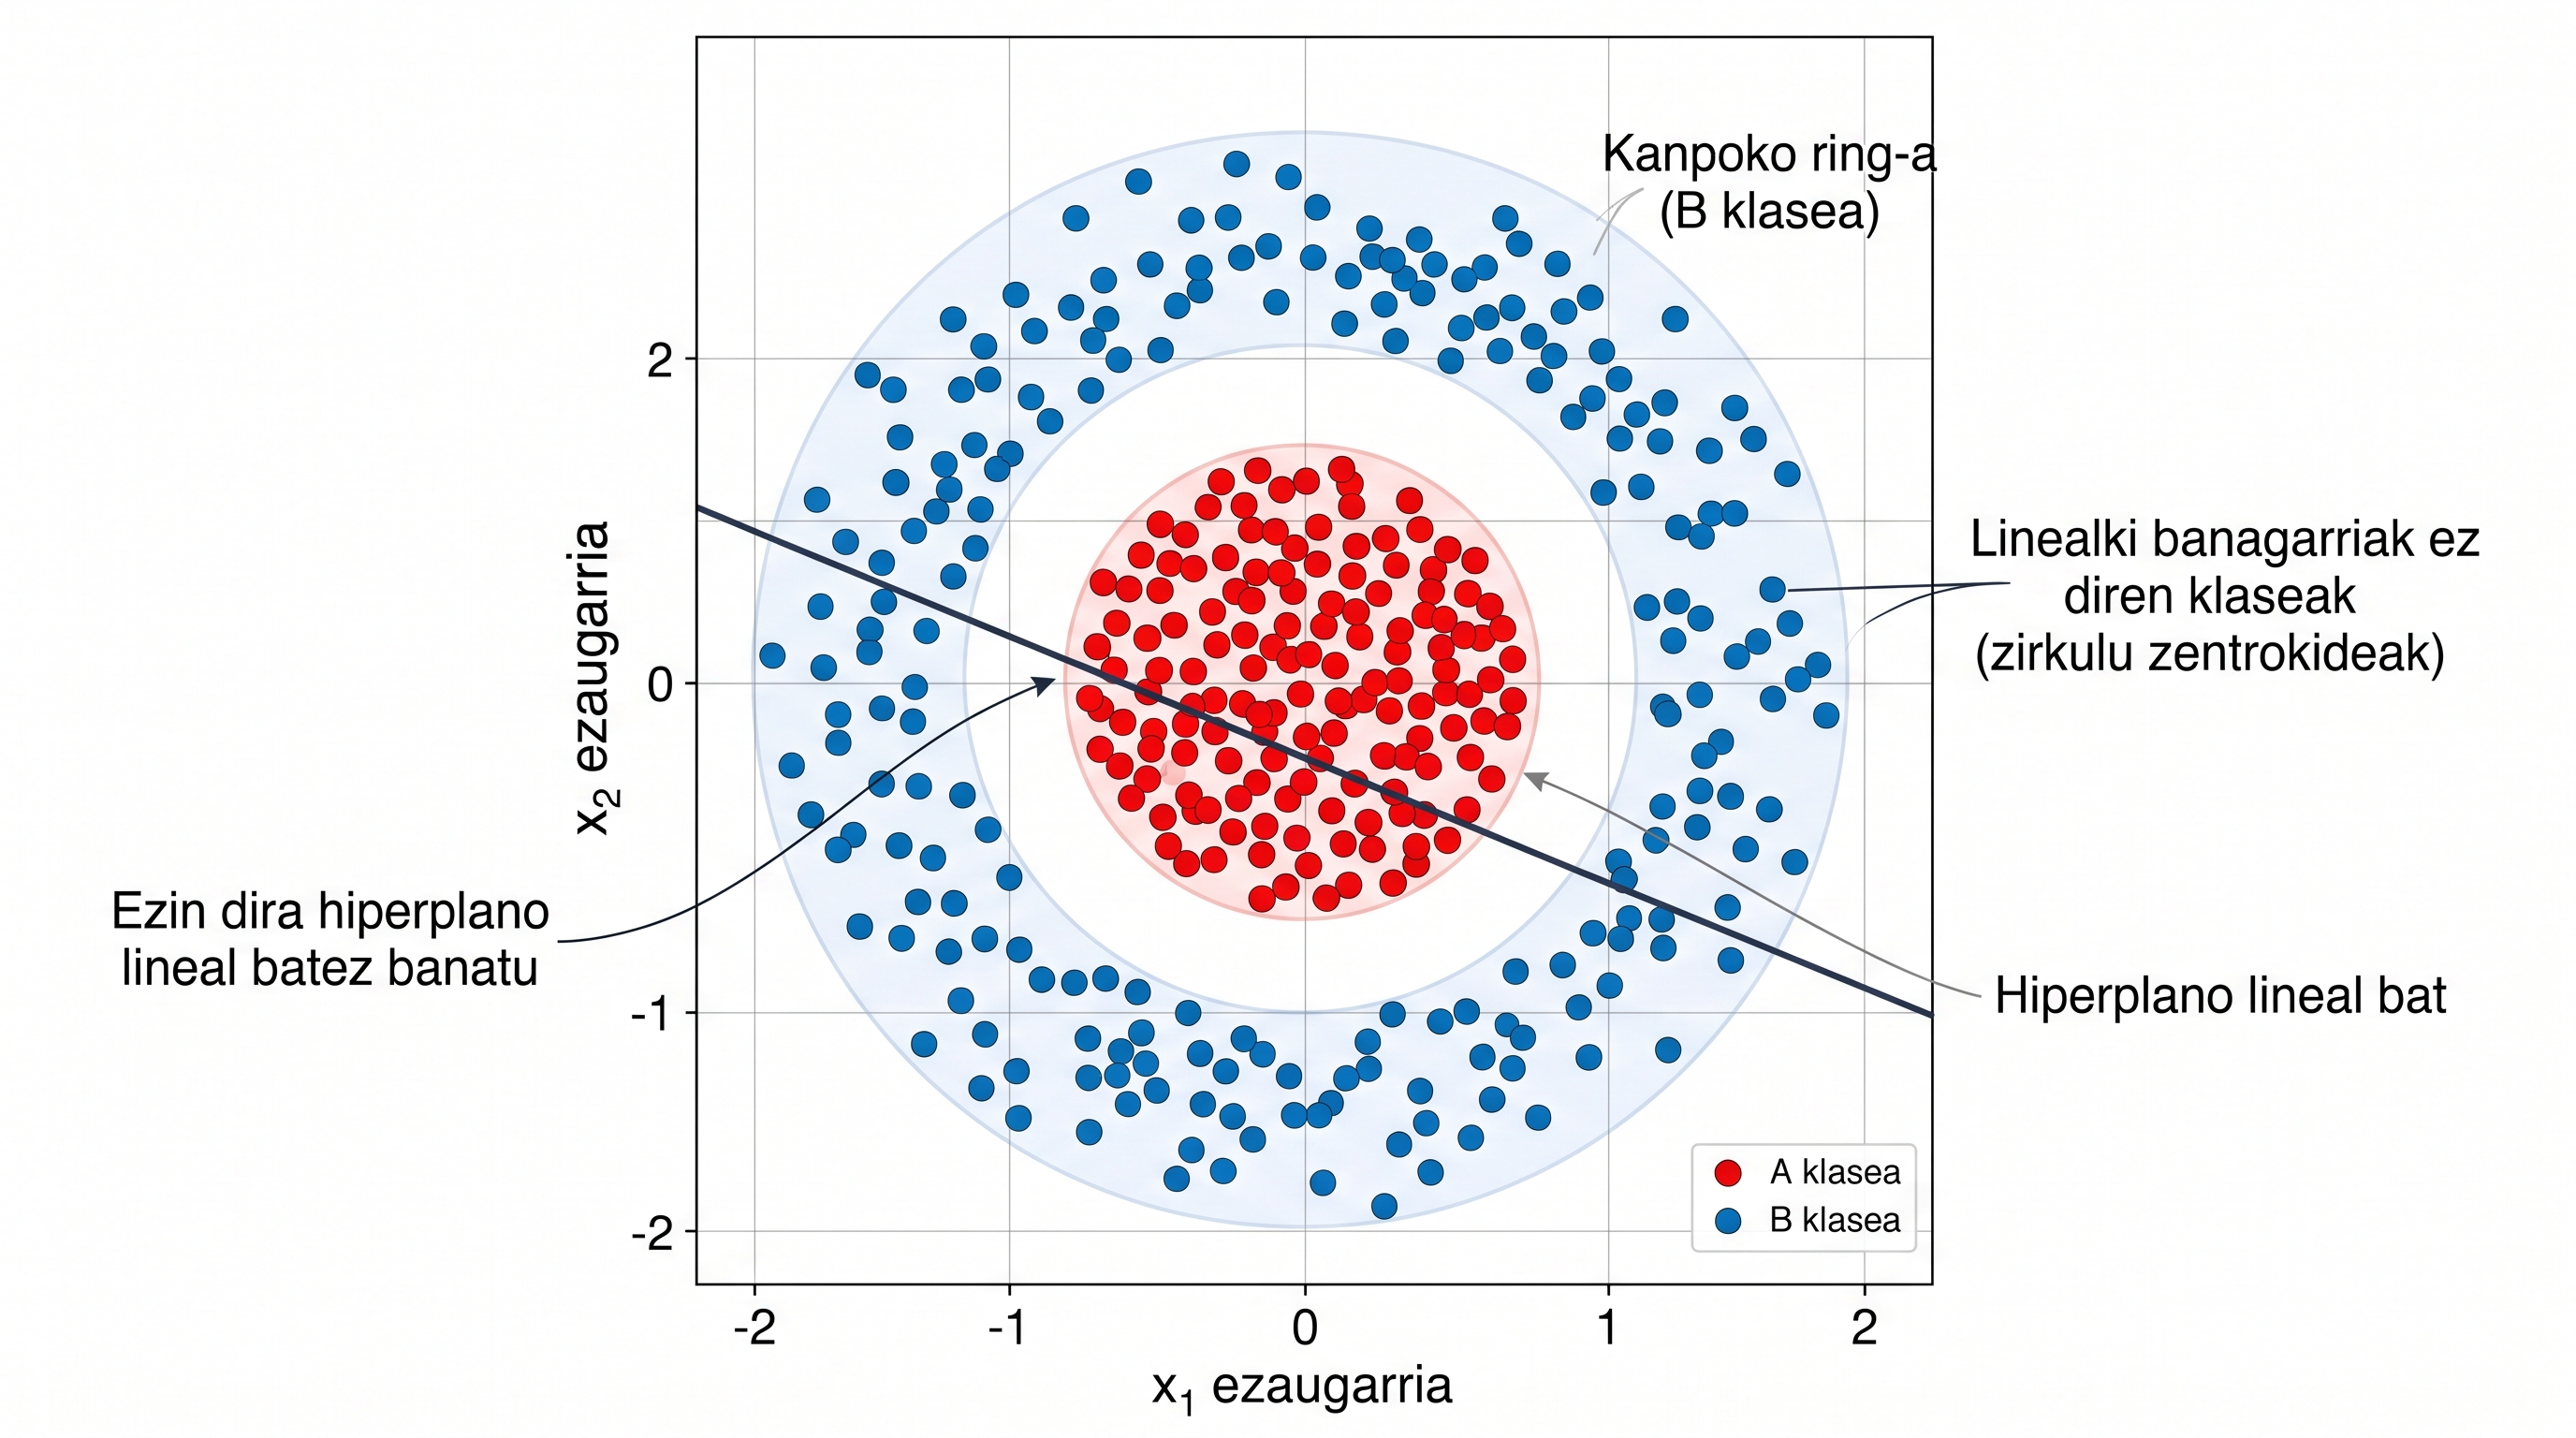 Kanpoko ring-a
(B klasea)
2
0
-1
-2
x₂ ezaugarria
Linealki banagarriak ez
diren klaseak
(zirkulu zentrokideak)
Ezin dira hiperplano
lineal batez banatu
Hiperplano lineal bat
A klasea
B klasea
-2
-1
0
1
2
x₁ ezaugarria